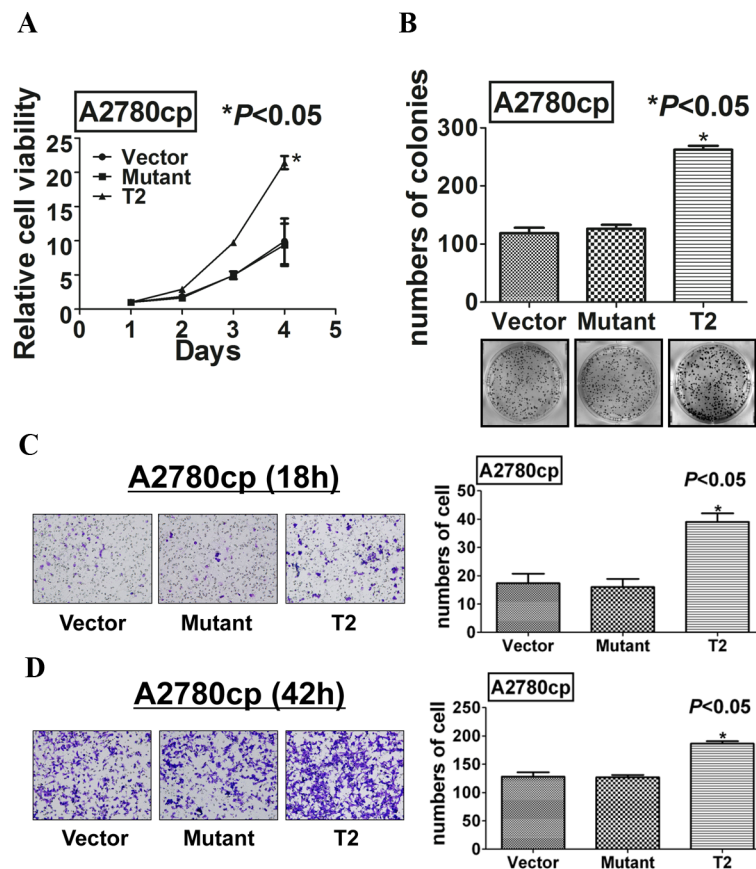 A
A2780cp
*P<0.05
Relative cell viability
25
20
15
10
5
0
Vector
Mutant
T2
*
0 1 2 3 4 5
Days
B
A2780cp
*P<0.05
numbers of colonies
300
200
100
0
*
Vector Mutant T2
C
A2780cp (18h)
Vector Mutant T2
A2780cp
P<0.05
numbers of cell
50
40
30
20
10
0
*
Vector Mutant T2
D
A2780cp (42h)
Vector Mutant T2
A2780cp
P<0.05
numbers of cell
250
200
150
100
50
0
*
Vector Mutant T2